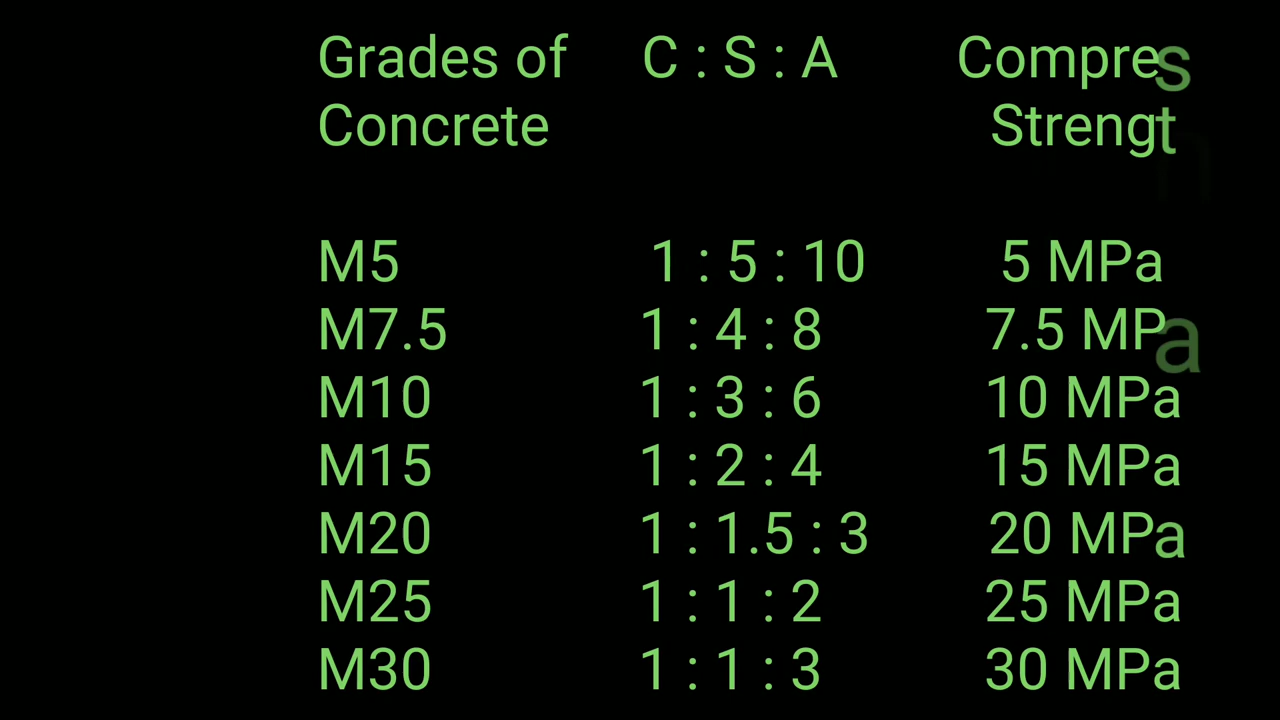 Grades of C : S : A Compres
Concrete Strengt
M5 1 : 5 : 10 5 MPa
M7.5 1 : 4 : 8 7.5 MPa
M10 1 : 3 : 6 10 MPa
M15 1 : 2 : 4 15 MPa
M20 1 : 1.5 : 3 20 MPa
M25 1 : 1 : 2 25 MPa
M30 1 : 1 : 3 30 MPa